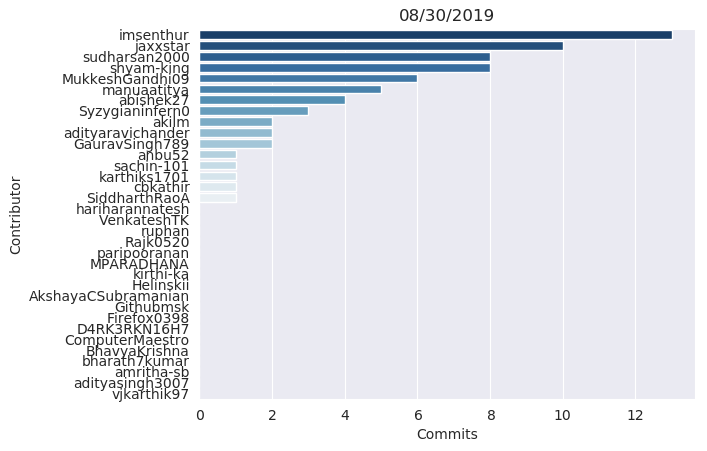 08/30/2019
imsenthur
jaxxstar
sudharsan2000
shyam-king
MukkeshGandhi09
manuaatitya
abishek27
Syzygianinfern0
akilm
adityaravichander
GauravSingh789
anbu52
sachin-101
karthiks1701
cbkathir
SiddharthRaoA
hariharannatesh
VenkateshTK
ruphan
Rajk0520
paripooranan
MPARADHANA
kirthi-ka
Helinskii
AkshayaCSubramanian
Githubmsk
Firefox0398
D4RK3RKN16H7
ComputerMaestro
BhavyaKrishna
bharath7kumar
amritha-sb
adityasingh3007
vjkarthik97
Contributor
0 2 4 6 8 10 12
Commits